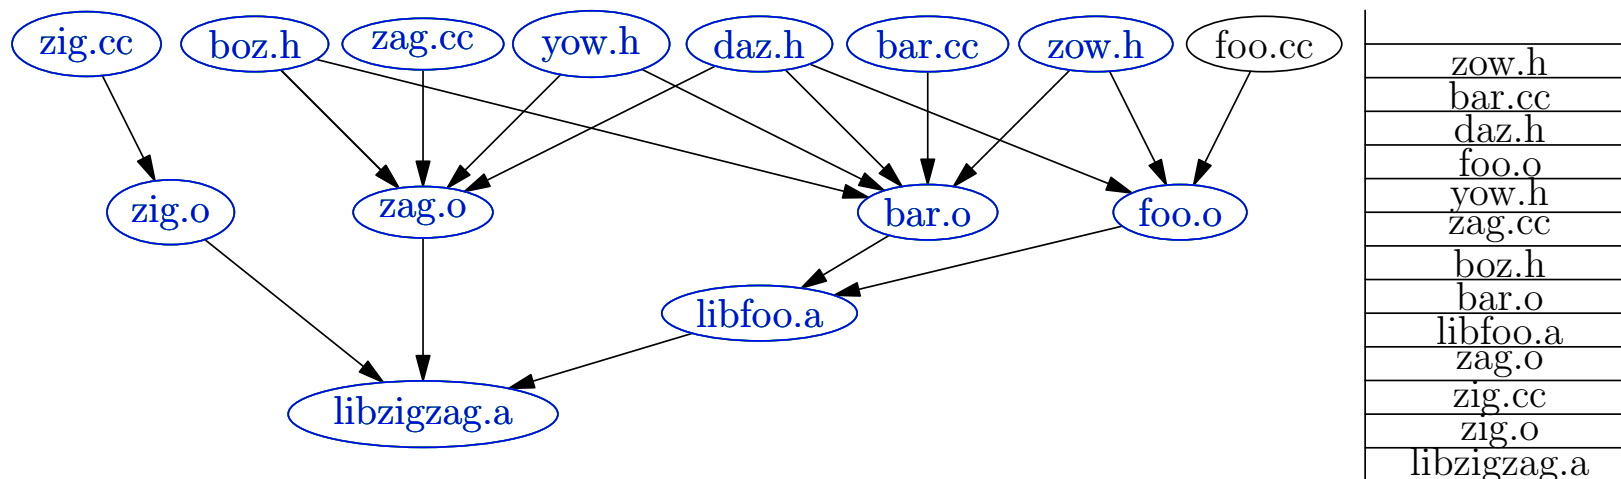 zig.cc boz.h zag.cc yow.h daz.h bar.cc zow.h foo.cc
zig.o zag.o bar.o foo.o
libfoo.a
libzigzag.a
zow.h
bar.cc
daz.h
foo.o
yow.h
zag.cc
boz.h
bar.o
libfoo.a
zag.o
zig.cc
zig.o
libzigzag.a